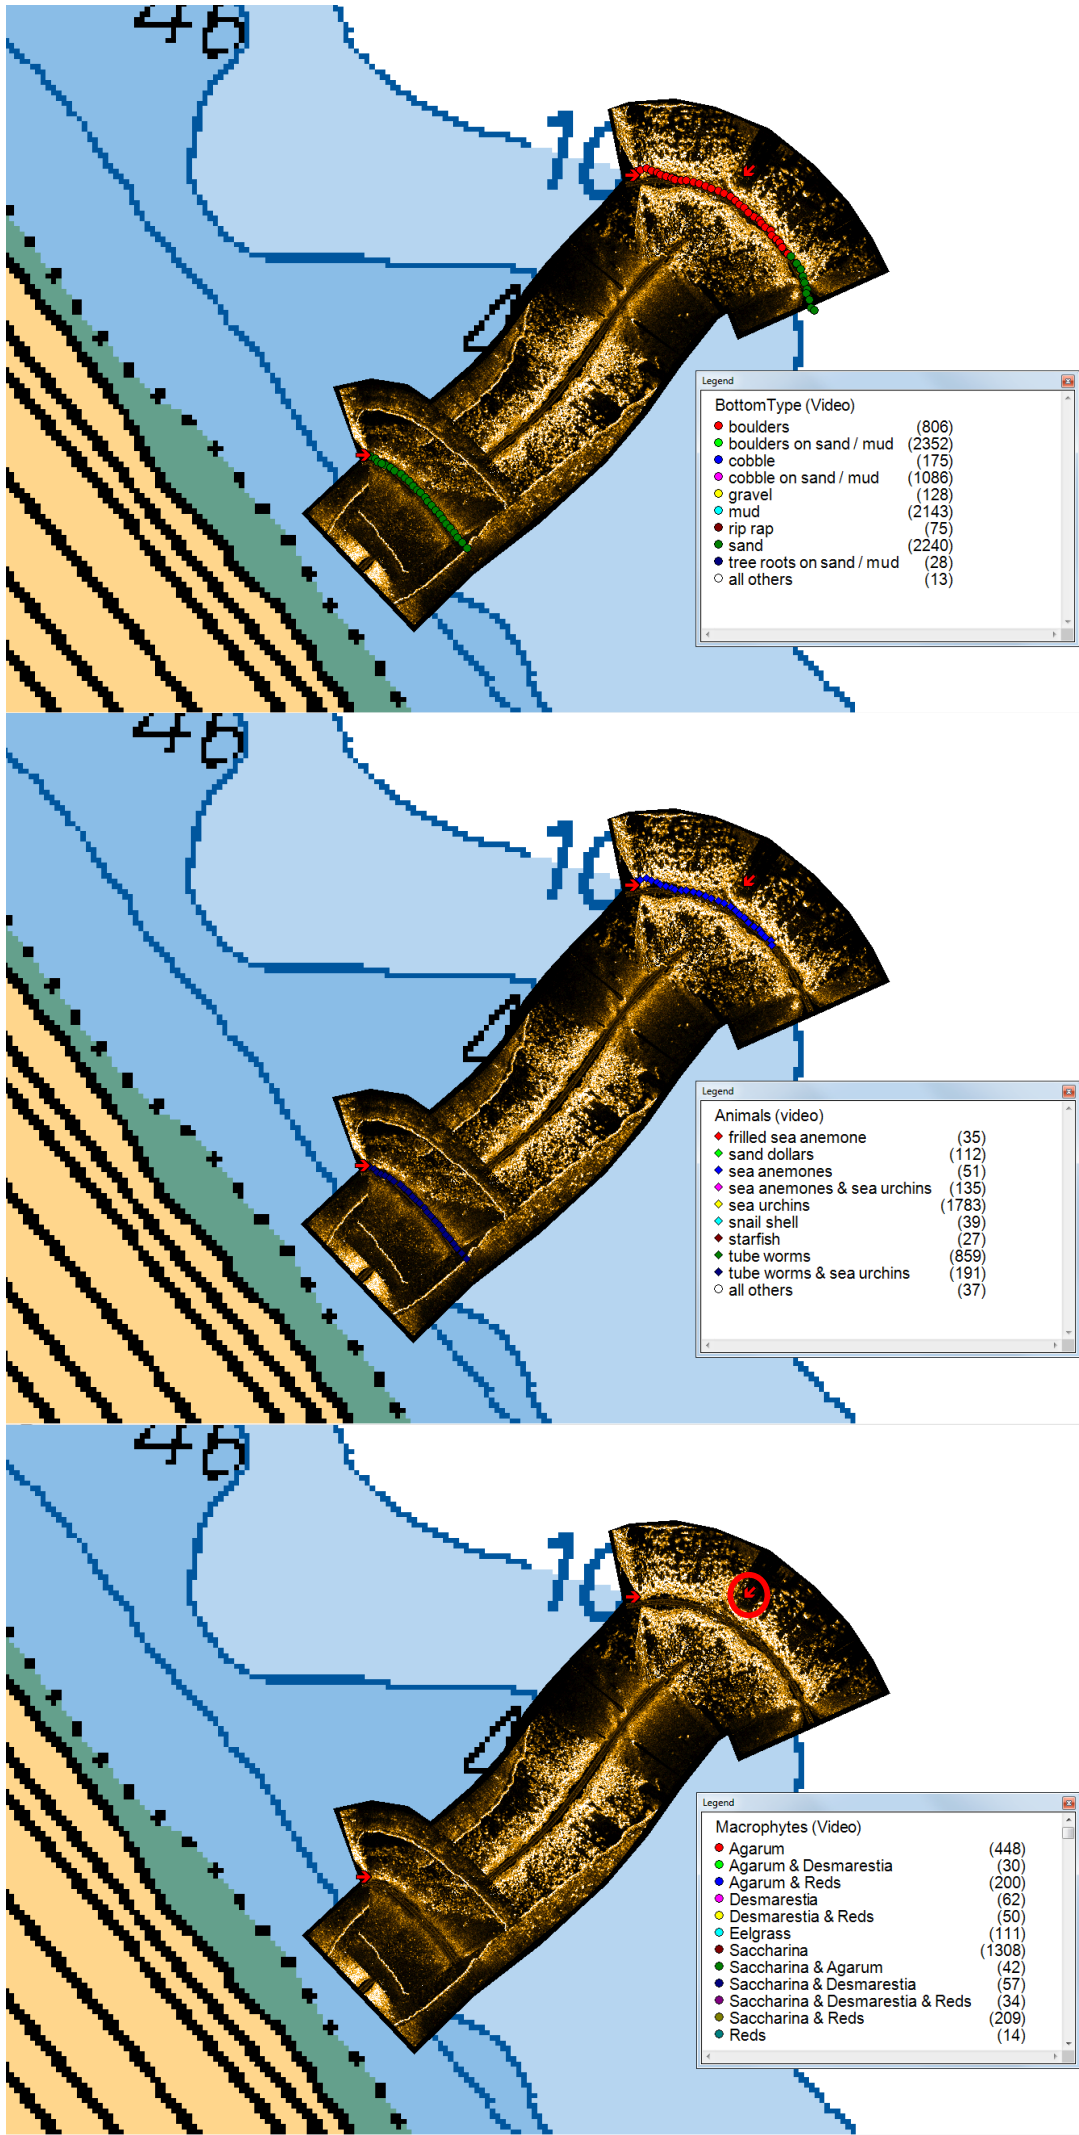 46
10
4
Legend
BottomType (Video)
boulders (806)
boulders on sand / mud (2352)
cobble (175)
cobble on sand / mud (1086)
gravel (128)
mud (2143)
rip rap (75)
sand (2240)
tree roots on sand / mud (28)
all others (13)
46
10
4
Legend
Animals (video)
frilled sea anemone (35)
sand dollars (112)
sea anemones (51)
sea anemones & sea urchins (135)
sea urchins (1783)
snail shell (39)
starfish (27)
tube worms (859)
tube worms & sea urchins (191)
all others (37)
46
10
4
Legend
Macrophytes (Video)
Agarum (448)
Agarum & Desmarestia (30)
Agarum & Reds (200)
Desmarestia (62)
Desmarestia & Reds (50)
Eelgrass (111)
Saccharina (1308)
Saccharina & Agarum (42)
Saccharina & Desmarestia (57)
Saccharina & Desmarestia & Reds (34)
Saccharina & Reds (209)
Reds (14)